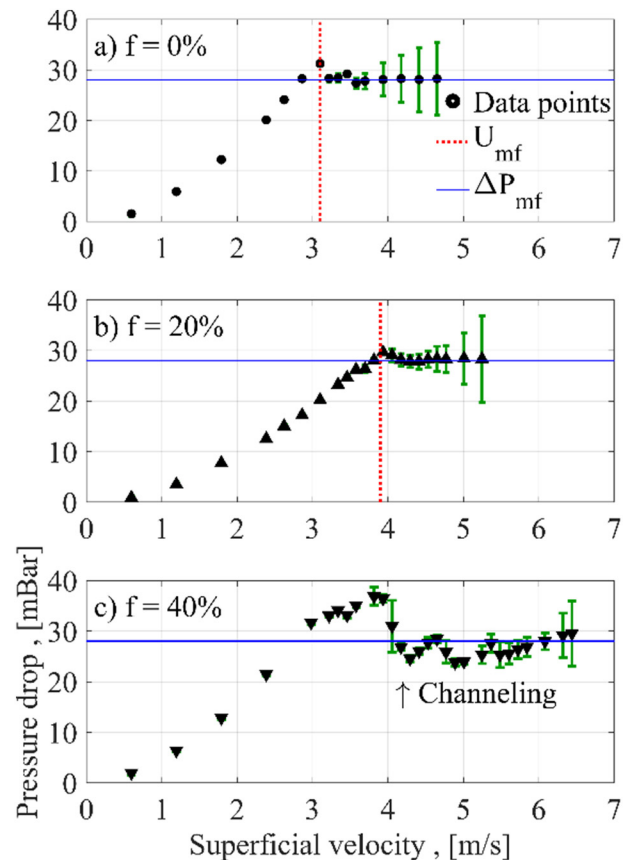 40
a) f = 0%
30
Data points
20
U_mf
10
ΔP_mf
0
0 1 2 3 4 5 6 7
40
b) f = 20%
30
20
10
0
0 1 2 3 4 5 6 7
Pressure drop , [mBar]
40
c) f = 40%
30
20
↑ Channeling
10
0
0 1 2 3 4 5 6 7
Superficial velocity , [m/s]